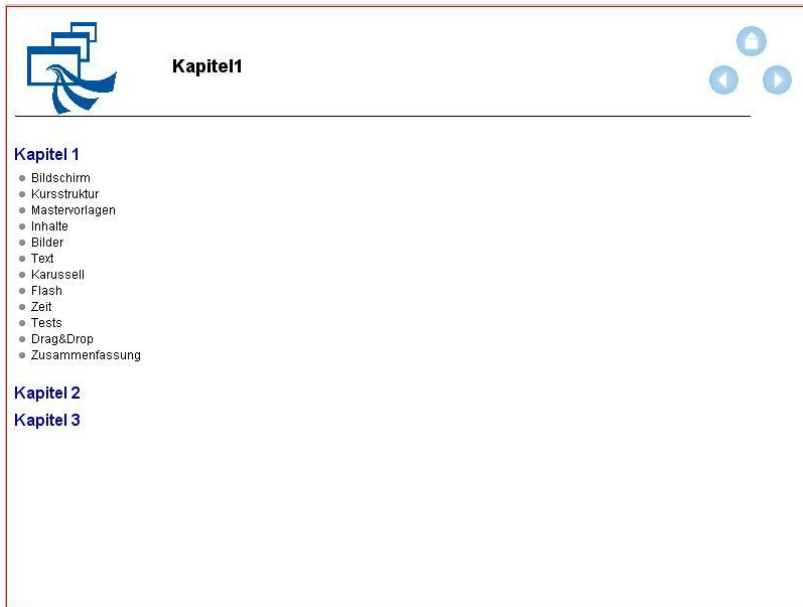 Kapitel1
Kapitel 1
Bildschirm
Kursstruktur
Mastervorlagen
Inhalte
Bilder
Text
Karussell
Flash
Zeit
Tests
Drag&Drop
Zusammenfassung
Kapitel 2
Kapitel 3